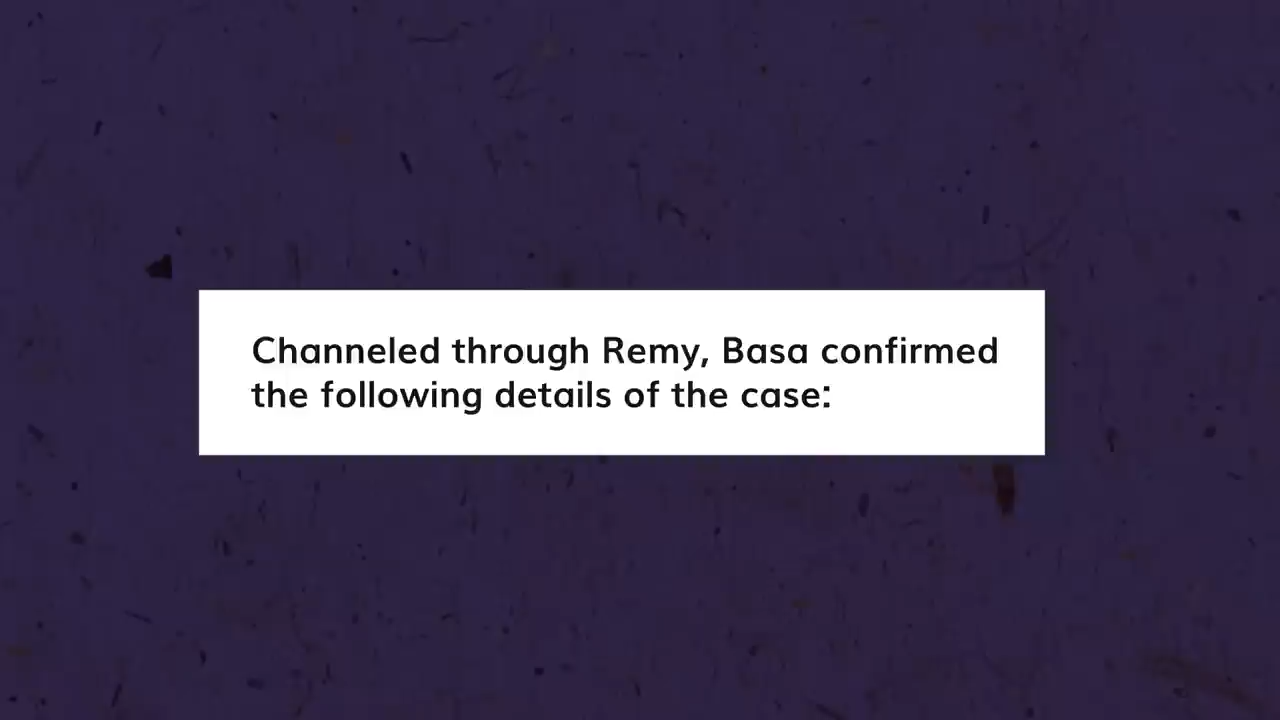 Channeled through Remy, Basa confirmed
the following details of the case: